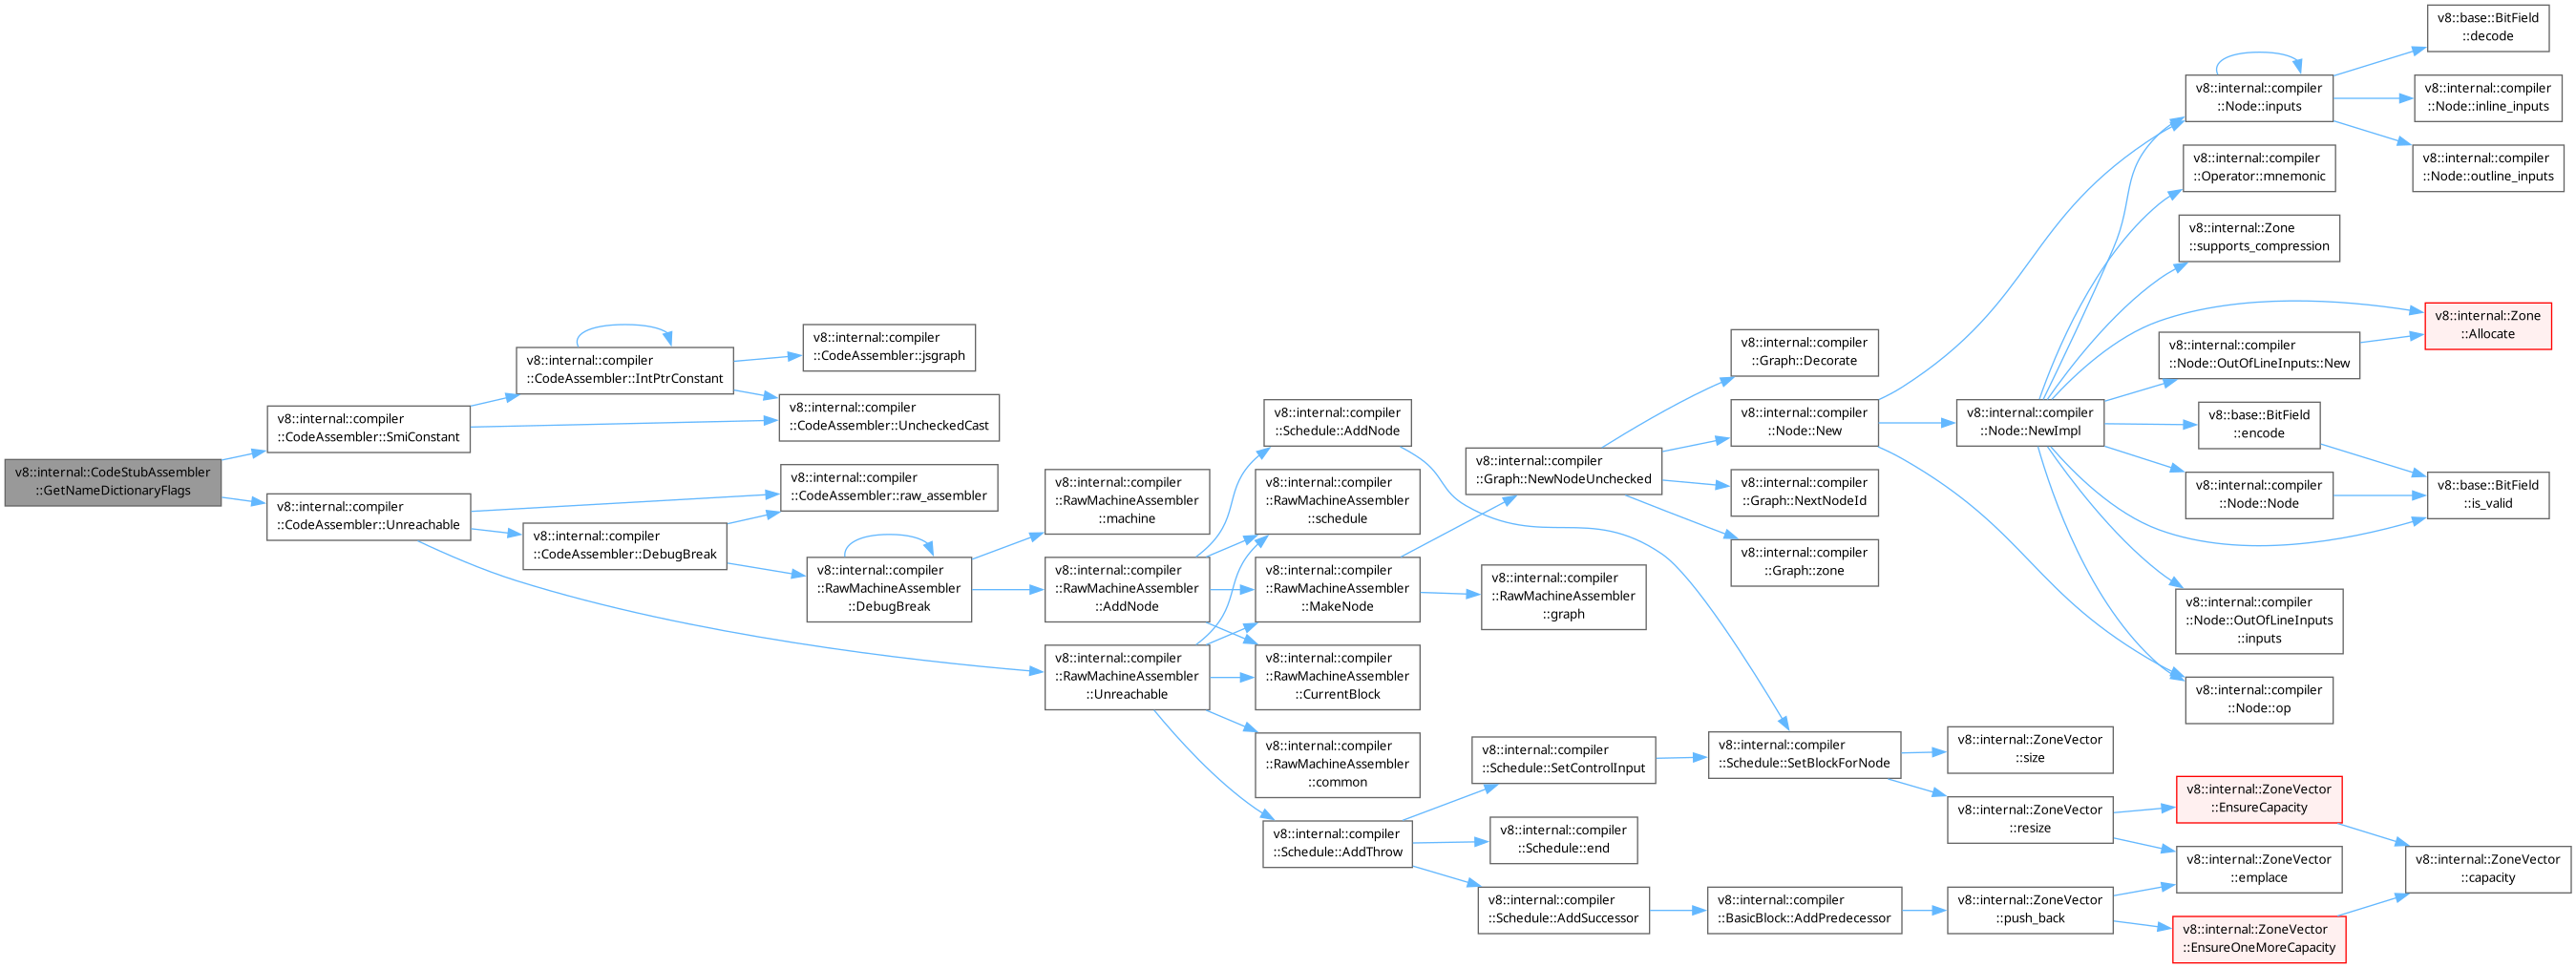 v8::internal::CodeStubAssembler
::GetNameDictionaryFlags
v8::internal::compiler
::CodeAssembler::SmiConstant
v8::internal::compiler
::CodeAssembler::Unreachable
v8::internal::compiler
::CodeAssembler::IntPtrConstant
v8::internal::compiler
::CodeAssembler::DebugBreak
v8::internal::compiler
::CodeAssembler::jsgraph
v8::internal::compiler
::CodeAssembler::UncheckedCast
v8::internal::compiler
::CodeAssembler::raw_assembler
v8::internal::compiler
::RawMachineAssembler
::DebugBreak
v8::internal::compiler
::RawMachineAssembler
::machine
v8::internal::compiler
::RawMachineAssembler
::AddNode
v8::internal::compiler
::RawMachineAssembler
::Unreachable
v8::internal::compiler
::Schedule::AddNode
v8::internal::compiler
::RawMachineAssembler
::schedule
v8::internal::compiler
::RawMachineAssembler
::MakeNode
v8::internal::compiler
::RawMachineAssembler
::CurrentBlock
v8::internal::compiler
::RawMachineAssembler
::common
v8::internal::compiler
::Schedule::AddThrow
v8::internal::compiler
::Graph::NewNodeUnchecked
v8::internal::compiler
::RawMachineAssembler
::graph
v8::internal::compiler
::Schedule::SetControlInput
v8::internal::compiler
::Schedule::end
v8::internal::compiler
::Schedule::AddSuccessor
v8::internal::compiler
::Graph::Decorate
v8::internal::compiler
::Node::New
v8::internal::compiler
::Graph::NextNodeId
v8::internal::compiler
::Graph::zone
v8::internal::compiler
::Schedule::SetBlockForNode
v8::internal::compiler
::BasicBlock::AddPredecessor
v8::internal::compiler
::Node::NewImpl
v8::internal::ZoneVector
::size
v8::internal::ZoneVector
::resize
v8::internal::ZoneVector
::push_back
v8::internal::compiler
::Node::inputs
v8::internal::compiler
::Operator::mnemonic
v8::internal::Zone
::supports_compression
v8::internal::compiler
::Node::OutOfLineInputs::New
v8::base::BitField
::encode
v8::internal::compiler
::Node::Node
v8::internal::compiler
::Node::OutOfLineInputs
::inputs
v8::internal::compiler
::Node::op
v8::internal::ZoneVector
::EnsureCapacity
v8::internal::ZoneVector
::emplace
v8::internal::ZoneVector
::EnsureOneMoreCapacity
v8::base::BitField
::decode
v8::internal::compiler
::Node::inline_inputs
v8::internal::compiler
::Node::outline_inputs
v8::internal::Zone
::Allocate
v8::base::BitField
::is_valid
v8::internal::ZoneVector
::capacity